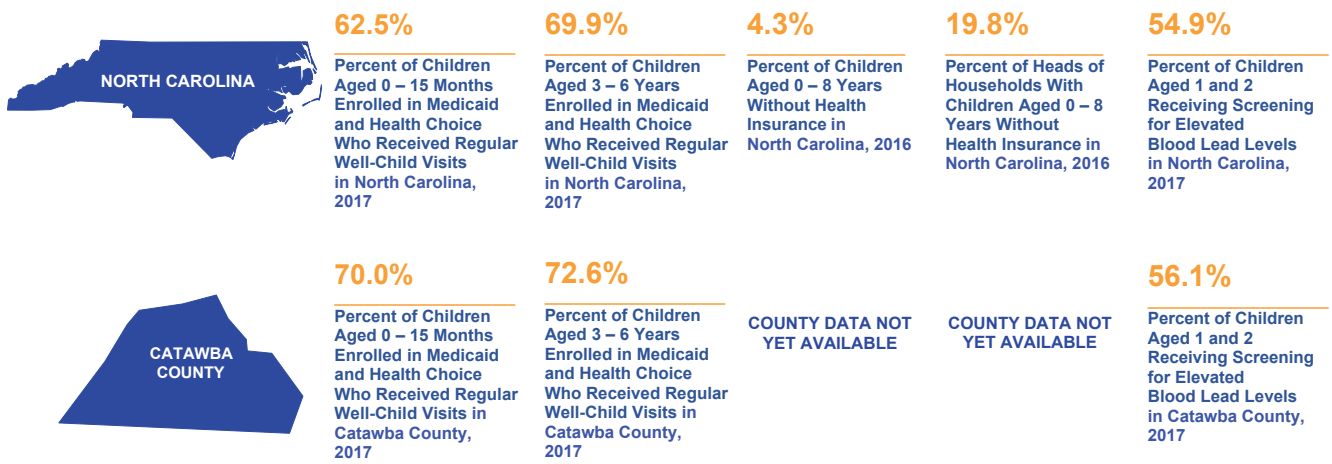 NORTH CAROLINA
62.5%
Percent of Children
Aged 0 – 15 Months
Enrolled in Medicaid
and Health Choice
Who Received Regular
Well-Child Visits
in North Carolina,
2017
69.9%
Percent of Children
Aged 3 – 6 Years
Enrolled in Medicaid
and Health Choice
Who Received Regular
Well-Child Visits
in North Carolina,
2017
4.3%
Percent of Children
Aged 0 – 8 Years
Without Health
Insurance in
North Carolina, 2016
19.8%
Percent of Heads of
Households With
Children Aged 0 – 8
Years Without
Health Insurance in
North Carolina, 2016
54.9%
Percent of Children
Aged 1 and 2
Receiving Screening
for Elevated
Blood Lead Levels
in North Carolina,
2017
CATAWBA
COUNTY
70.0%
Percent of Children
Aged 0 – 15 Months
Enrolled in Medicaid
and Health Choice
Who Received Regular
Well-Child Visits in
Catawba County,
2017
72.6%
Percent of Children
Aged 3 – 6 Years
Enrolled in Medicaid
and Health Choice
Who Received Regular
Well-Child Visits in
Catawba County,
2017
COUNTY DATA NOT
YET AVAILABLE
COUNTY DATA NOT
YET AVAILABLE
56.1%
Percent of Children
Aged 1 and 2
Receiving Screening
for Elevated
Blood Lead Levels
in Catawba County,
2017